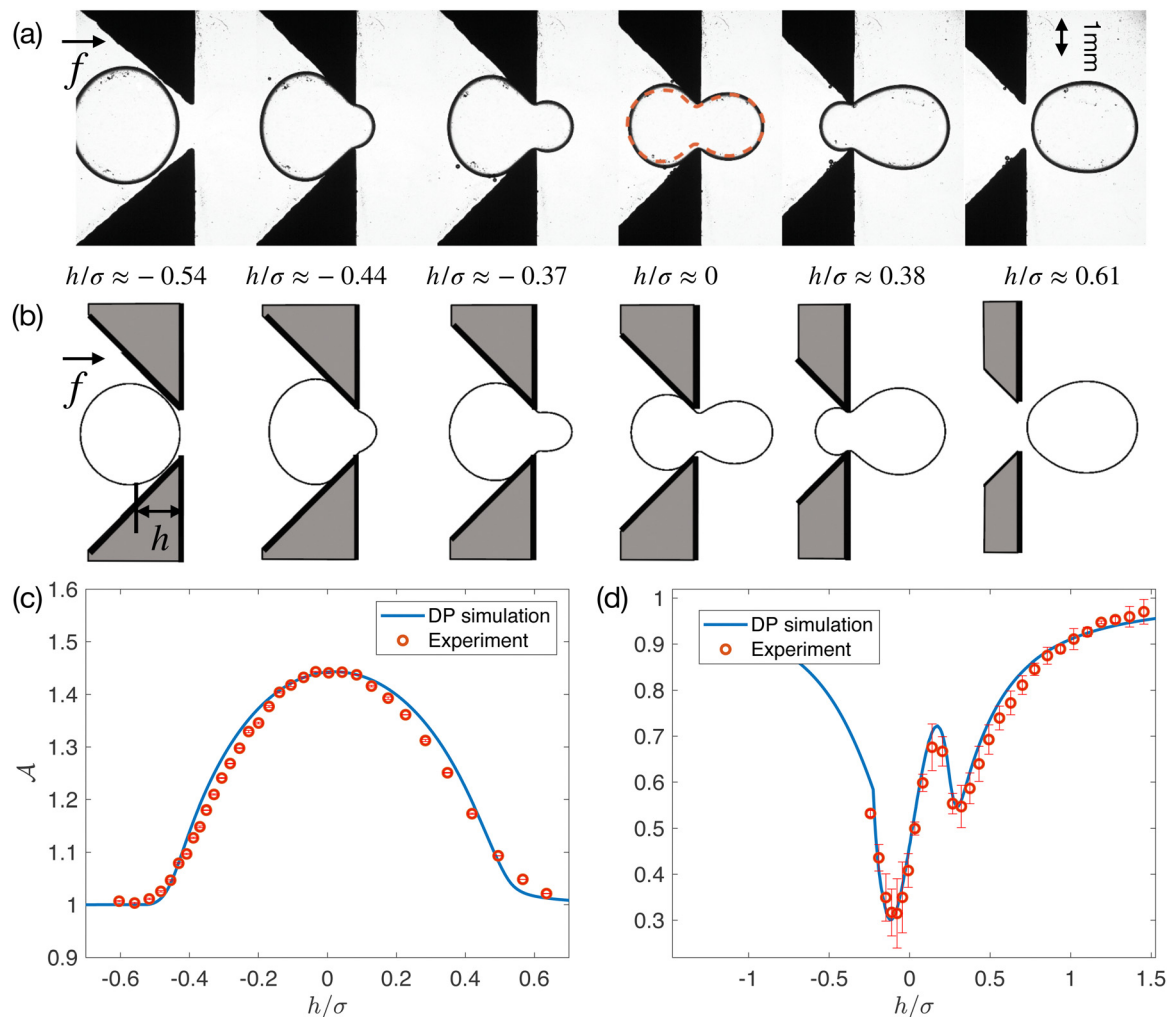 (a)
f
1mm
h/σ ≈ − 0.54
h/σ ≈ − 0.44
h/σ ≈ − 0.37
h/σ ≈ 0
h/σ ≈ 0.38
h/σ ≈ 0.61
(b)
f
h
(c)
1.6
1.5
1.4
1.3
1.2
1.1
1
0.9
𝒜
DP simulation
Experiment
-0.6
-0.4
-0.2
0
0.2
0.4
0.6
h/σ
(d)
1
0.9
0.8
0.7
0.6
0.5
0.4
0.3
DP simulation
Experiment
-1
-0.5
0
0.5
1
1.5
h/σ